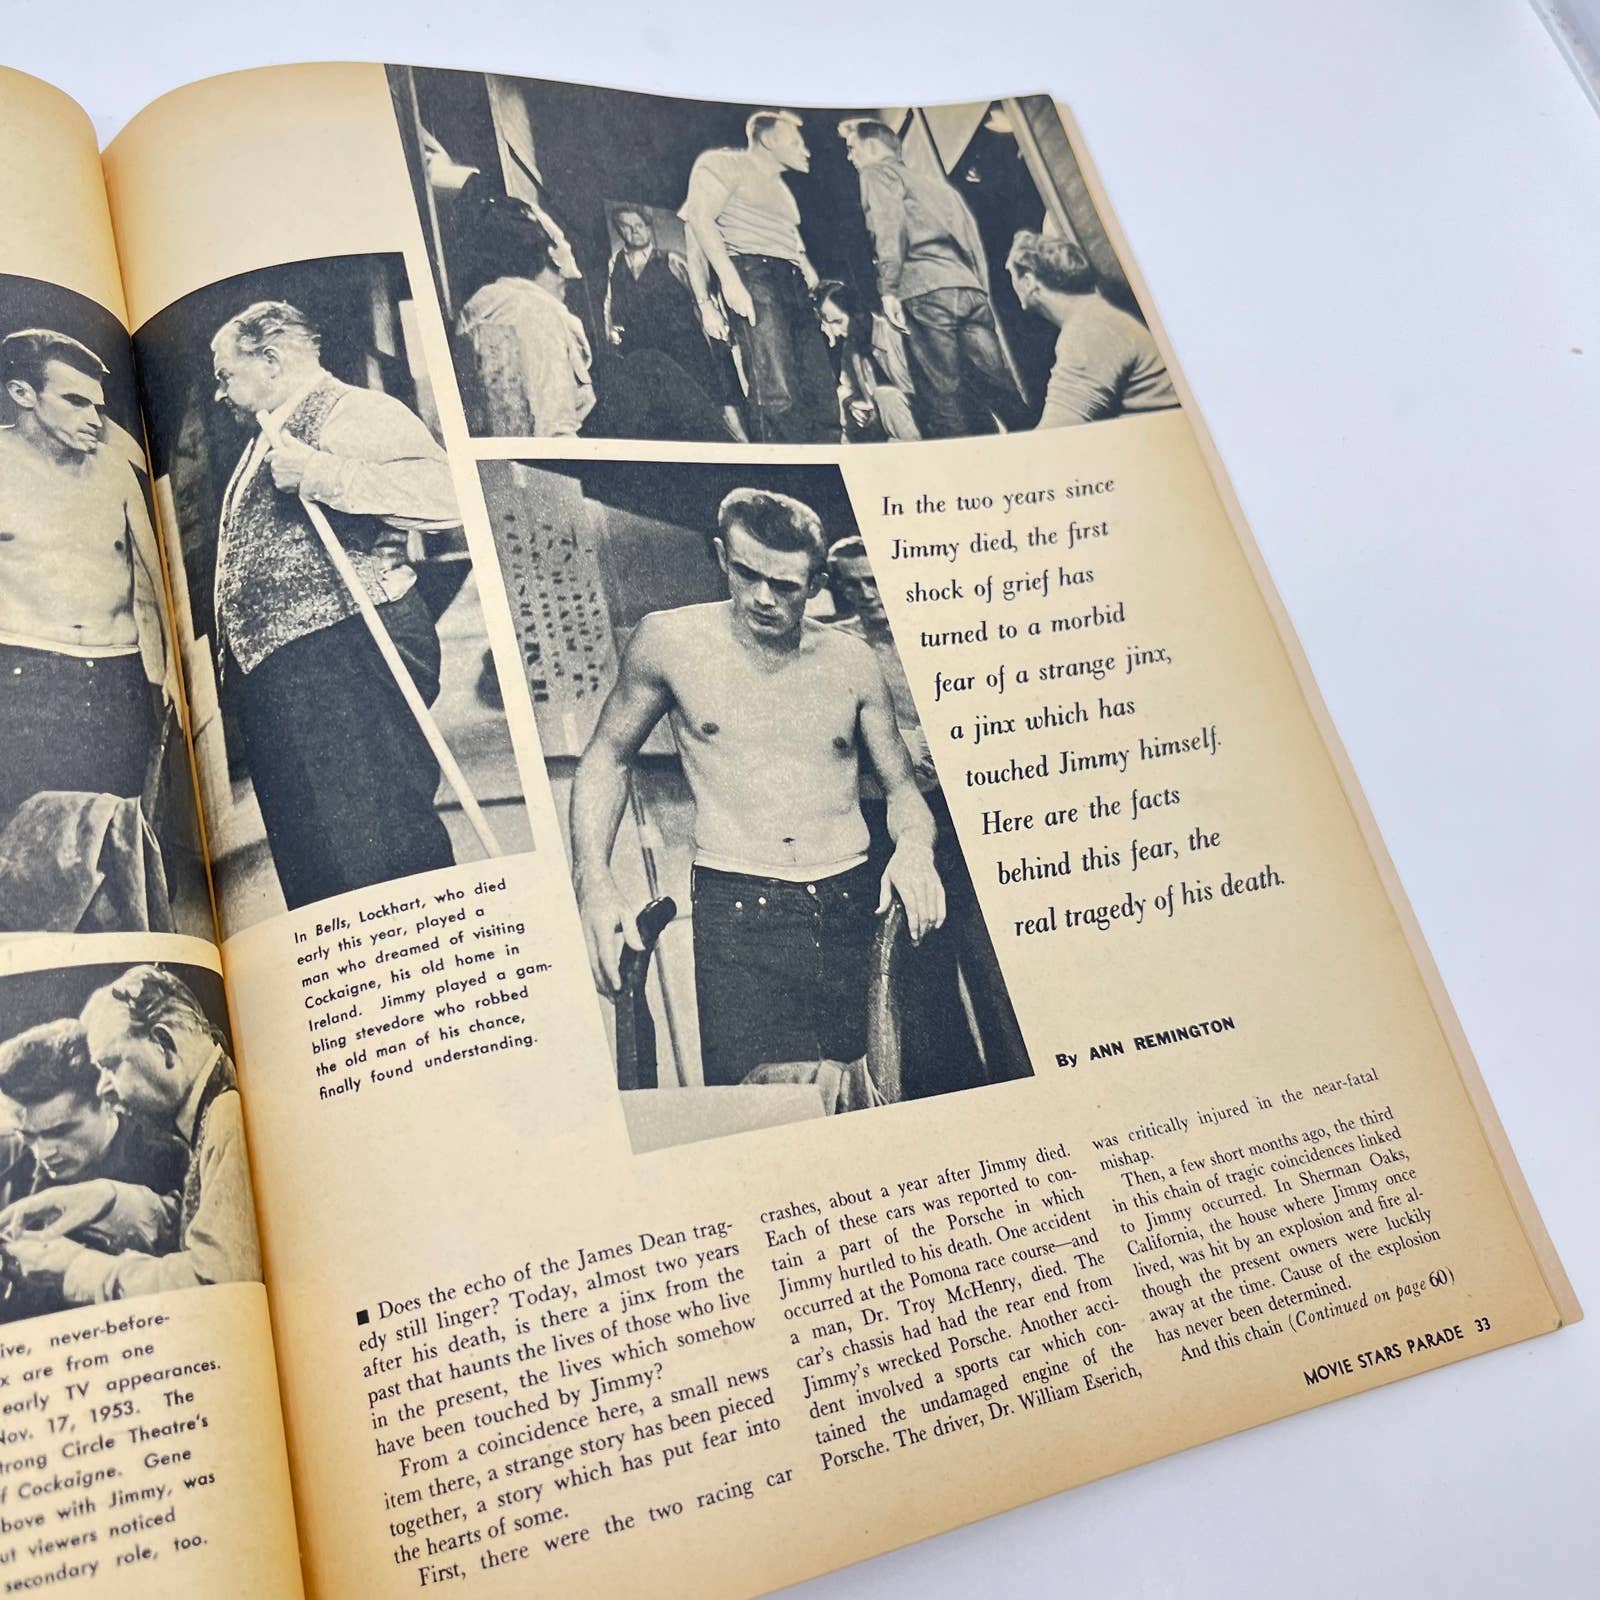 In Bells, Lockhart, who died
early this year, played a
man who dreamed of visiting
Cockaigne, his old home in
Ireland. Jimmy played a gam-
bling stevedore who robbed
the old man of his chance,
finally found understanding.
ive, never-before-
x are from one
early TV appearances.
Nov. 17, 1953. The
trong Circle Theatre's
f Cockaigne. Gene
bove with Jimmy, was
ut viewers noticed
secondary role, too.
In the two years since
Jimmy died, the first
shock of grief has
turned to a morbid
fear of a strange jinx,
a jinx which has
touched Jimmy himself.
Here are the facts
behind this fear, the
real tragedy of his death.
By ANN REMINGTON
■ Does the echo of the James Dean trag-
edy still linger? Today, almost two years
after his death, is there a jinx from the
past that haunts the lives of those who live
in the present, the lives which somehow
have been touched by Jimmy?
From a coincidence here, a small news
item there, a strange story has been pieced
together, a story which has put fear into
the hearts of some.
First, there were the two racing car
crashes, about a year after Jimmy died.
Each of these cars was reported to con-
tain a part of the Porsche in which
Jimmy hurtled to his death. One accident
occurred at the Pomona race course—and
a man, Dr. Troy McHenry, died. The
car's chassis had had the rear end from
Jimmy's wrecked Porsche. Another acci-
dent involved a sports car which con-
tained the undamaged engine of the
Porsche. The driver, Dr. William Eserich,
was critically injured in the near-fatal
mishap.
Then, a few short months ago, the third
in this chain of tragic coincidences linked
to Jimmy occurred. In Sherman Oaks,
California, the house where Jimmy once
lived, was hit by an explosion and fire al-
though the present owners were luckily
away at the time. Cause of the explosion
has never been determined.
And this chain (Continued on page 60)
MOVIE STARS PARADE 33